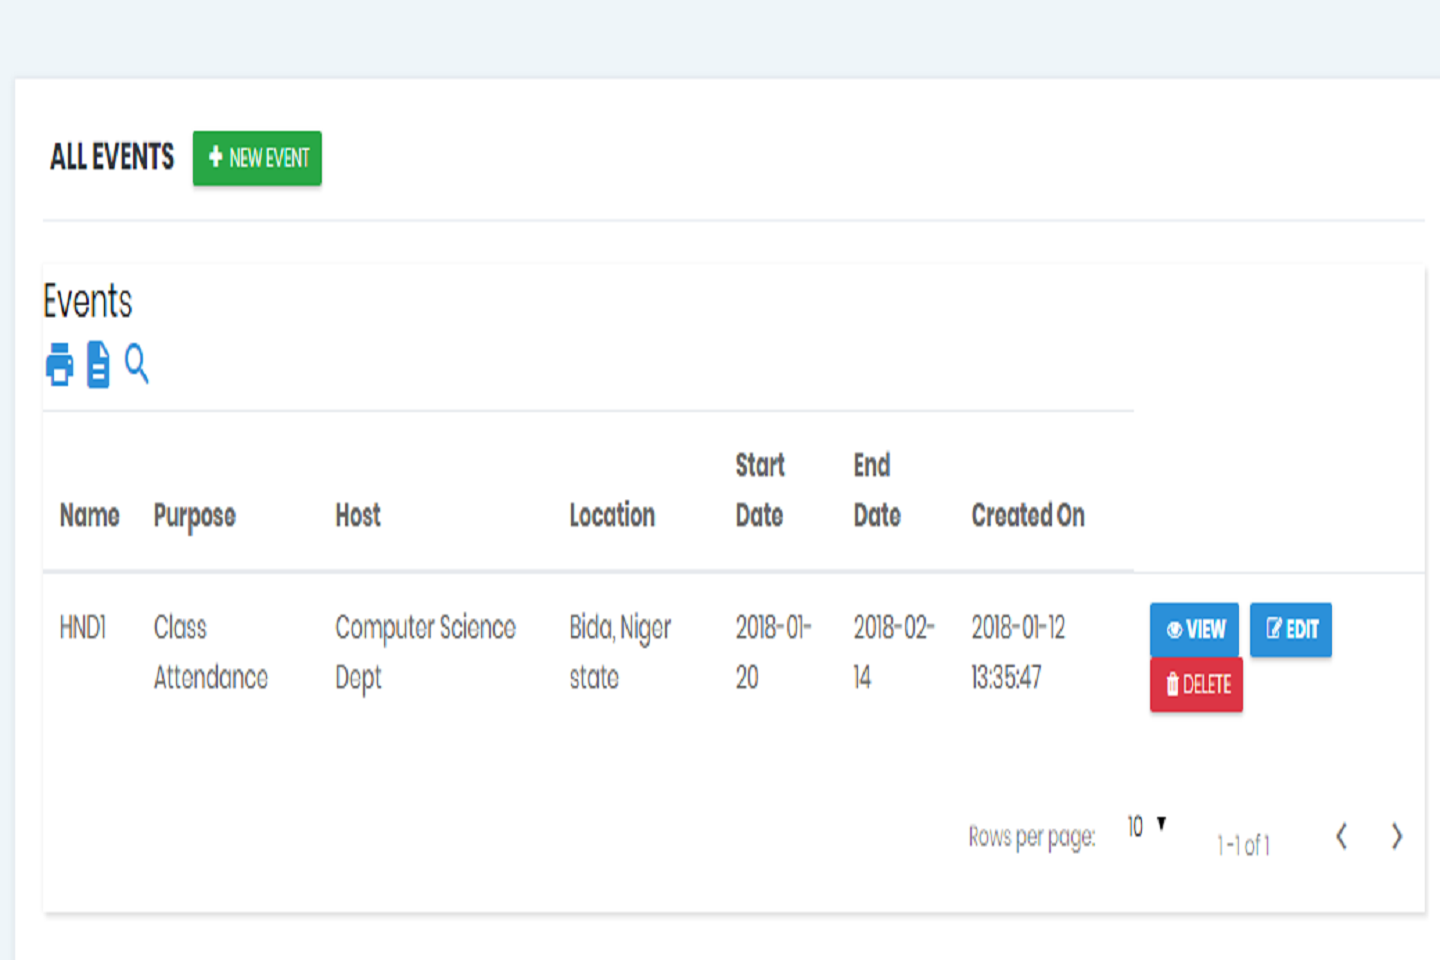 ALL EVENTS NEW EVENT
Events
Start End
Name Purpose Host Location Date Date Created On
HND1 Class Computer Science Bida, Niger 2018-01- 2018-02- 2018-01-12 VIEW EDIT
Attendance Dept state 20 14 13:35:47 DELETE
Rows per page: 10 1-1 of 1